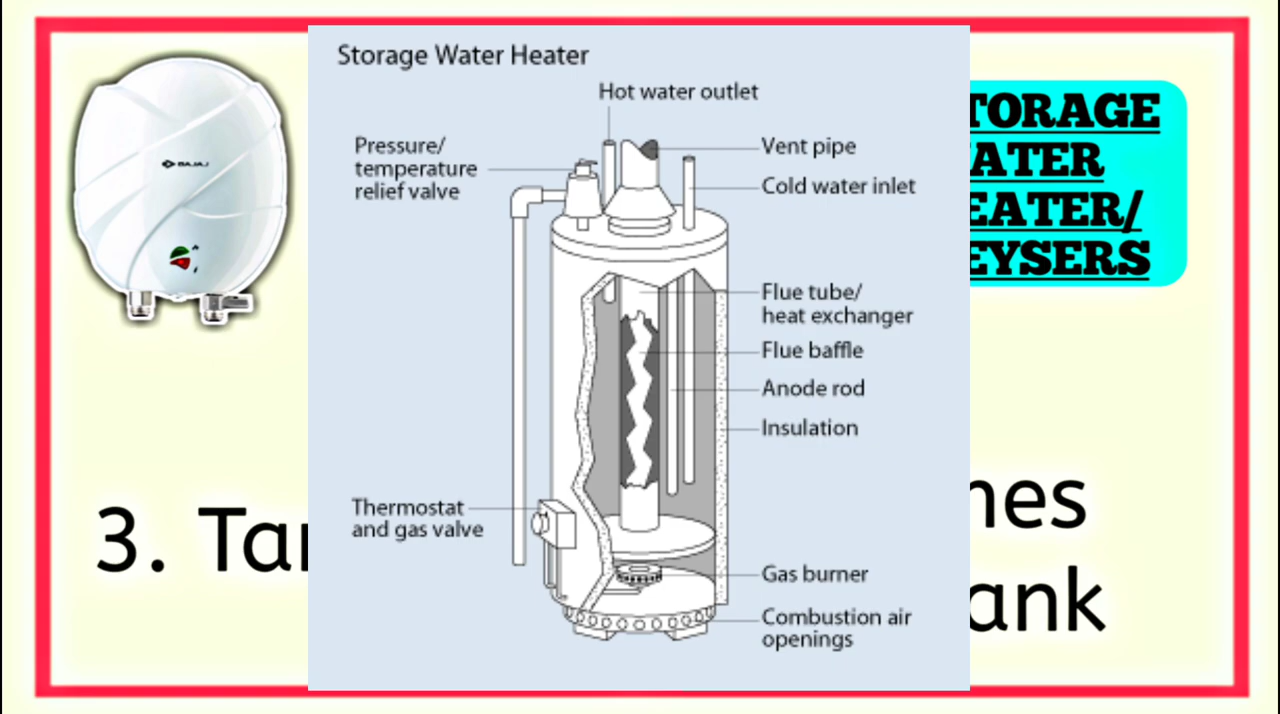 Storage Water Heater
Hot water outlet
Pressure/
temperature
relief valve
Vent pipe
Cold water inlet
Flue tube/
heat exchanger
Flue baffle
Anode rod
Insulation
Thermostat
and gas valve
Gas burner
Combustion air
openings
BAJAJ
TORAGE
ATER
EATER/
EYSERS
3. Ta
nes
ank